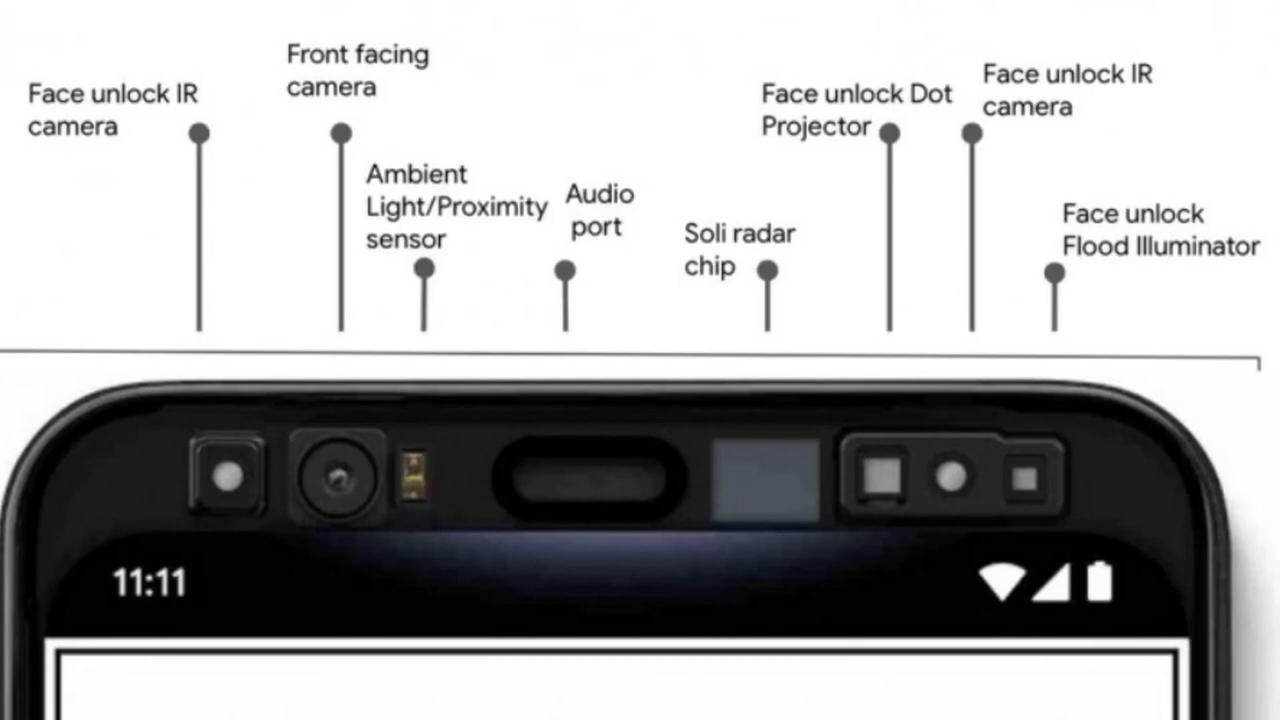 Face unlock IR
camera
Front facing
camera
Ambient
Light/Proximity
sensor
Audio
port
Soli radar
chip
Face unlock Dot
Projector
Face unlock IR
camera
Face unlock
Flood Illuminator
11:11